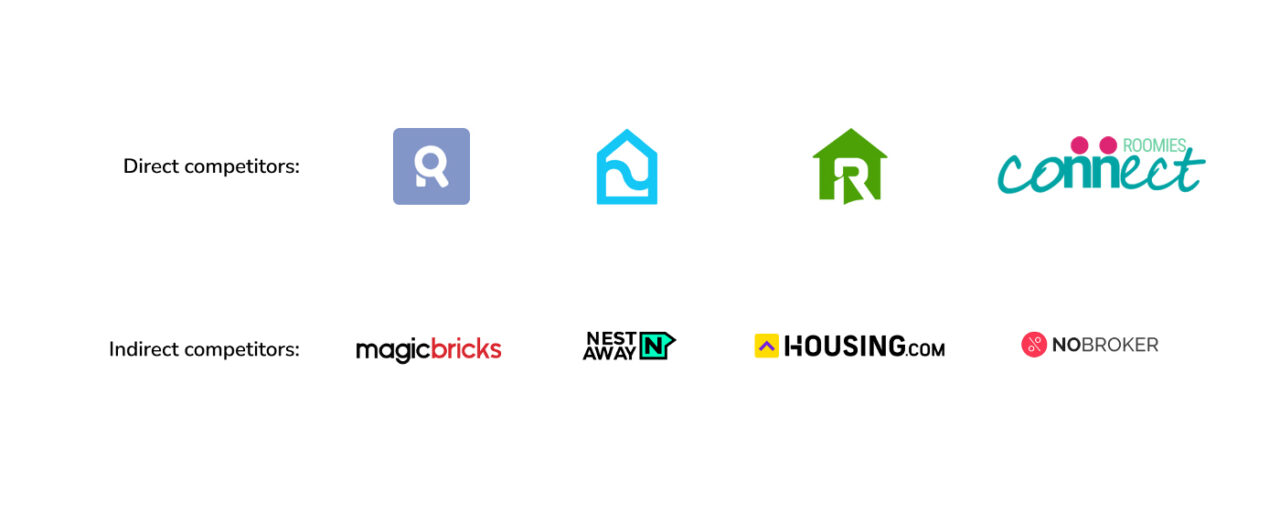 Direct competitors:
R
R
ROOMIES
connect
Indirect competitors:
magicbricks
NEST
AWAY N
HOUSING.COM
NOBROKER